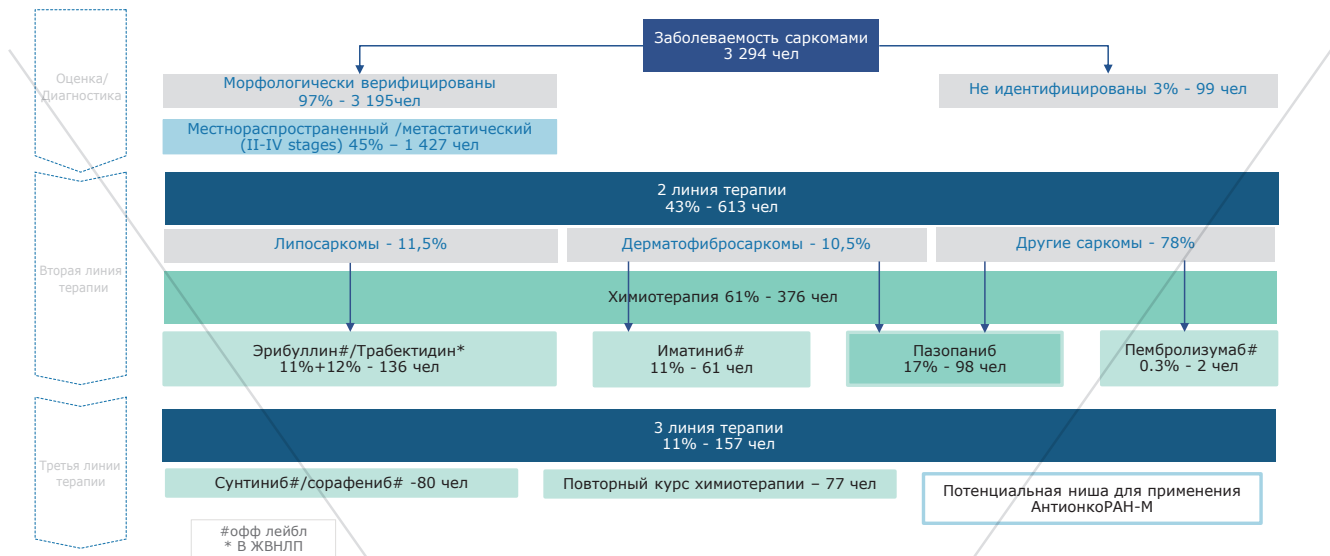 Заболеваемость саркомами
3 294 чел
Оценка/
Диагностика
Морфологически верифицированы
97% - 3 195чел
Не идентифицированы 3% - 99 чел
Местнораспространенный /метастатический
(II-IV stages) 45% – 1 427 чел
2 линия терапии
43% - 613 чел
Липосаркомы - 11,5%
Дерматофибросаркомы - 10,5%
Другие саркомы - 78%
Вторая линия
терапии
Химиотерапия 61% - 376 чел
Эрибуллин#/Трабектидин*
11%+12% - 136 чел
Иматиниб#
11% - 61 чел
Пазопаниб
17% - 98 чел
Пембролизумаб#
0.3% - 2 чел
3 линия терапии
11% - 157 чел
Третья линии
терапии
Сунтиниб#/сорафениб# -80 чел
Повторный курс химиотерапии – 77 чел
Потенциальная ниша для применения
АнтионкоРАН-М
#офф лейбл
* В ЖВНЛП